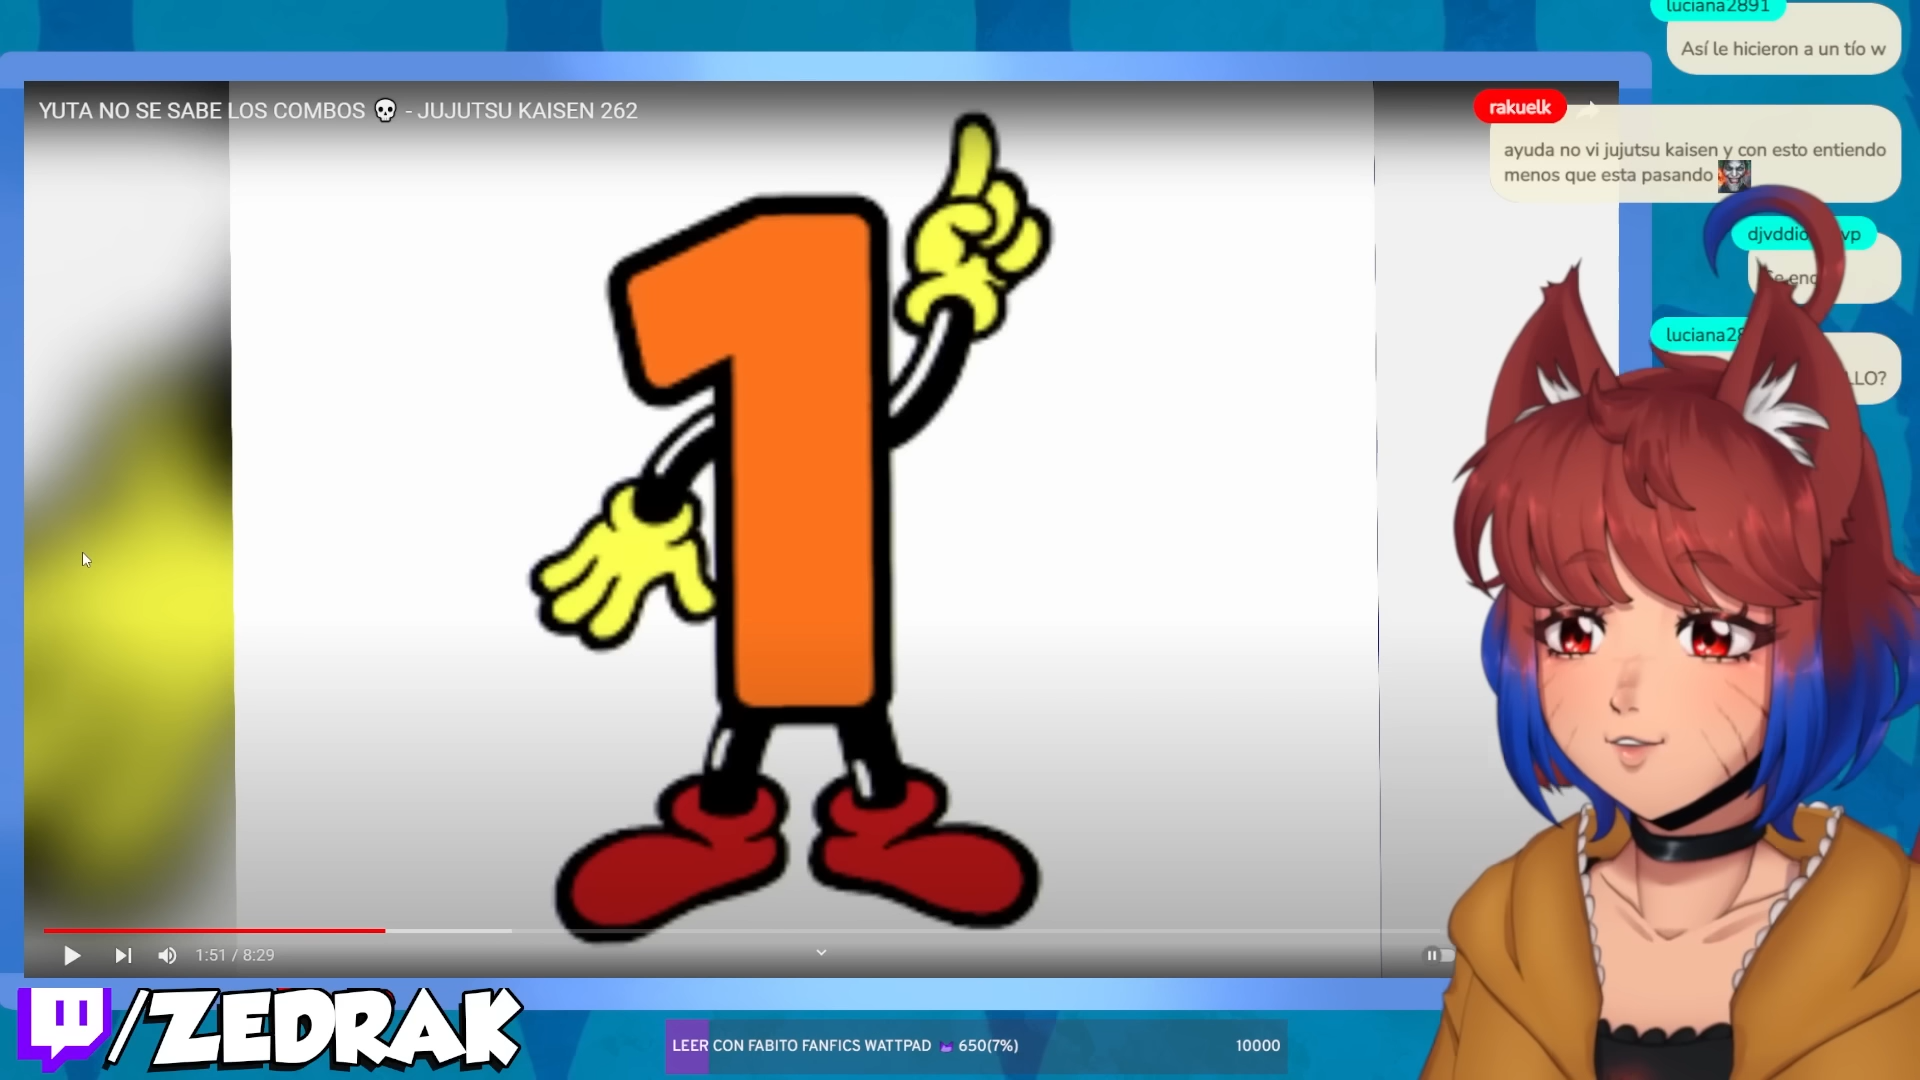 luciana2891
Así le hicieron a un tío w
YUTA NO SE SABE LOS COMBOS 💀 - JUJUTSU KAISEN 262
rakuelk
ayuda no vi jujutsu kaisen y con esto entiendo
menos que esta pasando
1
1:51 / 8:29
/ZEDRAK
LEER CON FABITO FANFICS WATTPAD 😈 650(7%)
10000